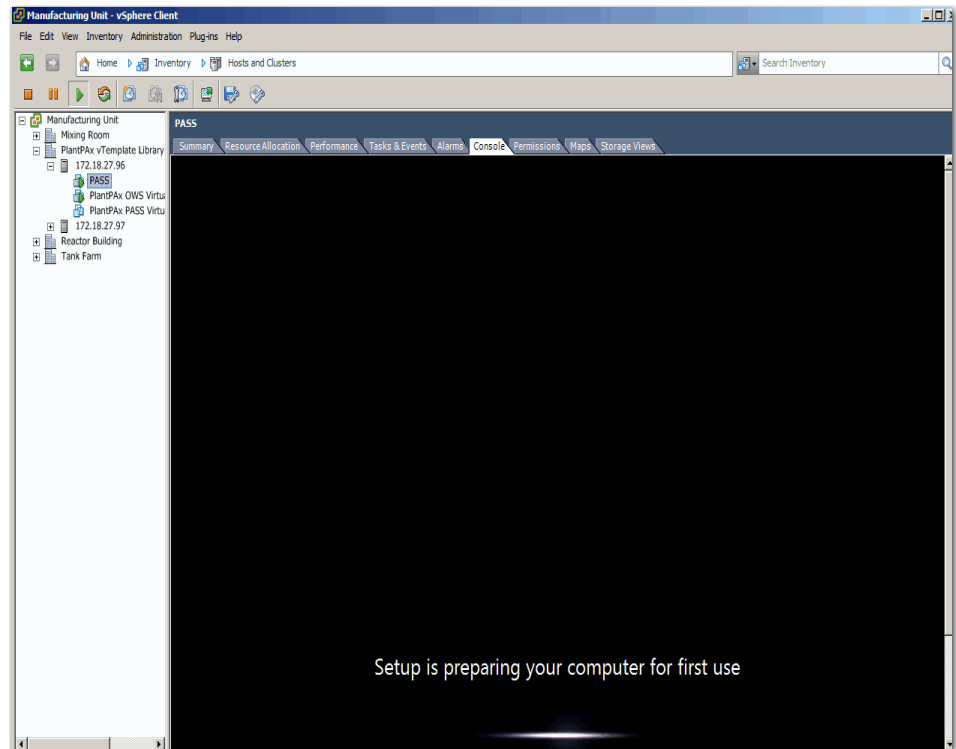 Manufacturing Unit - vSphere Client
File Edit View Inventory Administration Plug-ins Help
Home Inventory Hosts and Clusters
Search Inventory
Manufacturing Unit
Mixing Room
PlantPAx vTemplate Library
172.18.27.96
PASS
PlantPAx OWS Virtu
PlantPAx PASS Virtu
172.18.27.97
Reactor Building
Tank Farm
PASS
Summary Resource Allocation Performance Tasks & Events Alarms Console Permissions Maps Storage Views
Setup is preparing your computer for first use